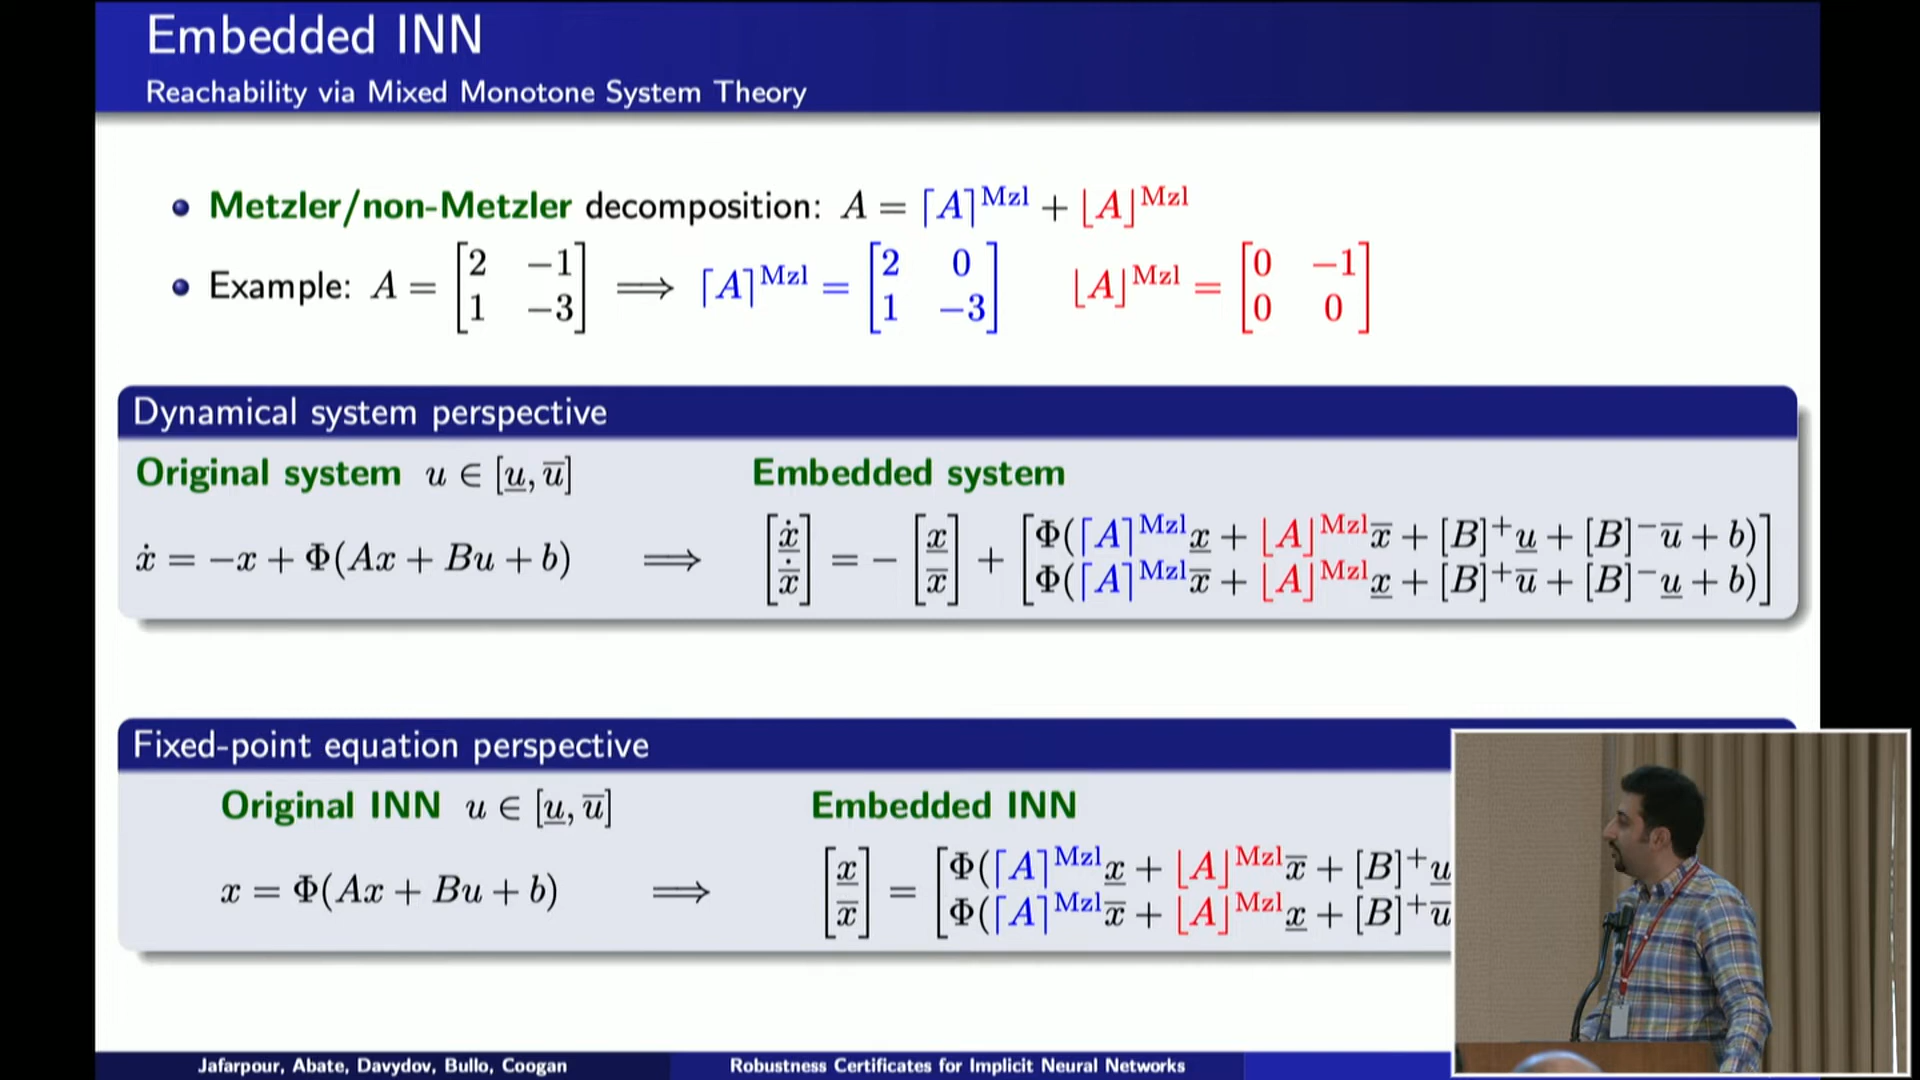 Embedded INN
Reachability via Mixed Monotone System Theory
• Metzler/non-Metzler decomposition: A = ⌈A⌉^Mzl + ⌊A⌋^Mzl
• Example: A = [2 −1; 1 −3] ⟹ ⌈A⌉^Mzl = [2 0; 1 −3] ⌊A⌋^Mzl = [0 −1; 0 0]
Dynamical system perspective
Original system u ∈ [u̲, u̅]
Embedded system
ẋ = −x + Φ(Ax + Bu + b) ⟹ [ẋ̲; ẋ̅] = −[x̲; x̅] + [Φ(⌈A⌉^Mzl x̲ + ⌊A⌋^Mzl x̅ + [B]^+ u̲ + [B]^− u̅ + b); Φ(⌈A⌉^Mzl x̅ + ⌊A⌋^Mzl x̲ + [B]^+ u̅ + [B]^− u̲ + b)]
Fixed-point equation perspective
Original INN u ∈ [u̲, u̅]
Embedded INN
x = Φ(Ax + Bu + b) ⟹ [x̲; x̅] = [Φ(⌈A⌉^Mzl x̲ + ⌊A⌋^Mzl x̅ + [B]^+ u̲; Φ(⌈A⌉^Mzl x̅ + ⌊A⌋^Mzl x̲ + [B]^+ u̅
Jafarpour, Abate, Davydov, Bullo, Coogan
Robustness Certificates for Implicit Neural Networks